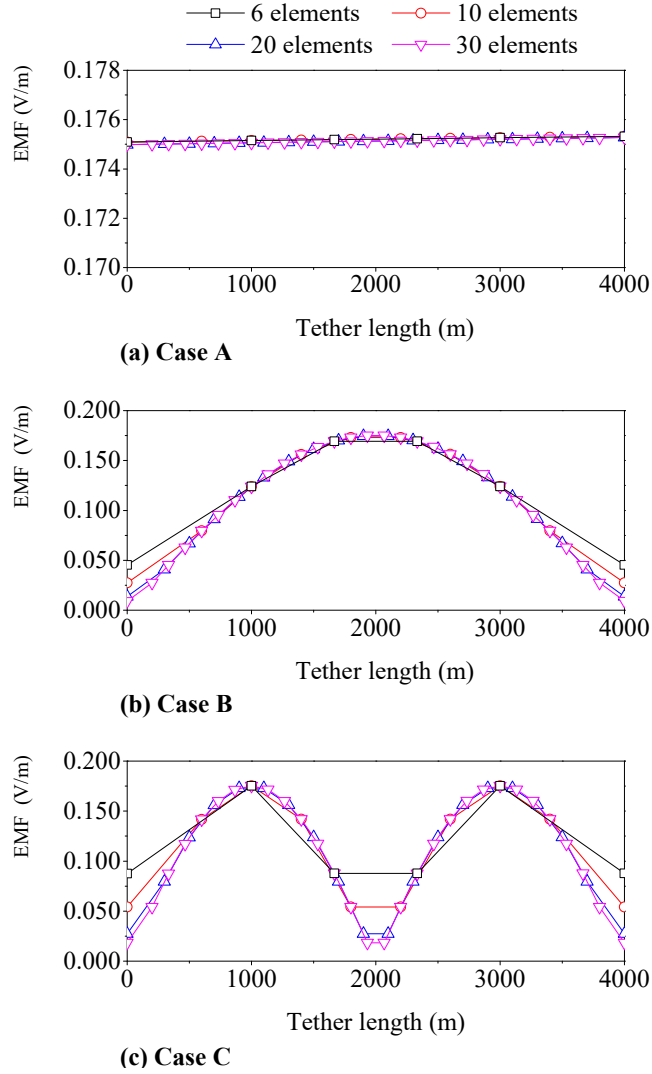 6 elements 10 elements
20 elements 30 elements
EMF (V/m)
0.178
0.176
0.174
0.172
0.170
0 1000 2000 3000 4000
Tether length (m)
(a) Case A
EMF (V/m)
0.200
0.150
0.100
0.050
0.000
0 1000 2000 3000 4000
Tether length (m)
(b) Case B
EMF (V/m)
0.200
0.150
0.100
0.050
0.000
0 1000 2000 3000 4000
Tether length (m)
(c) Case C